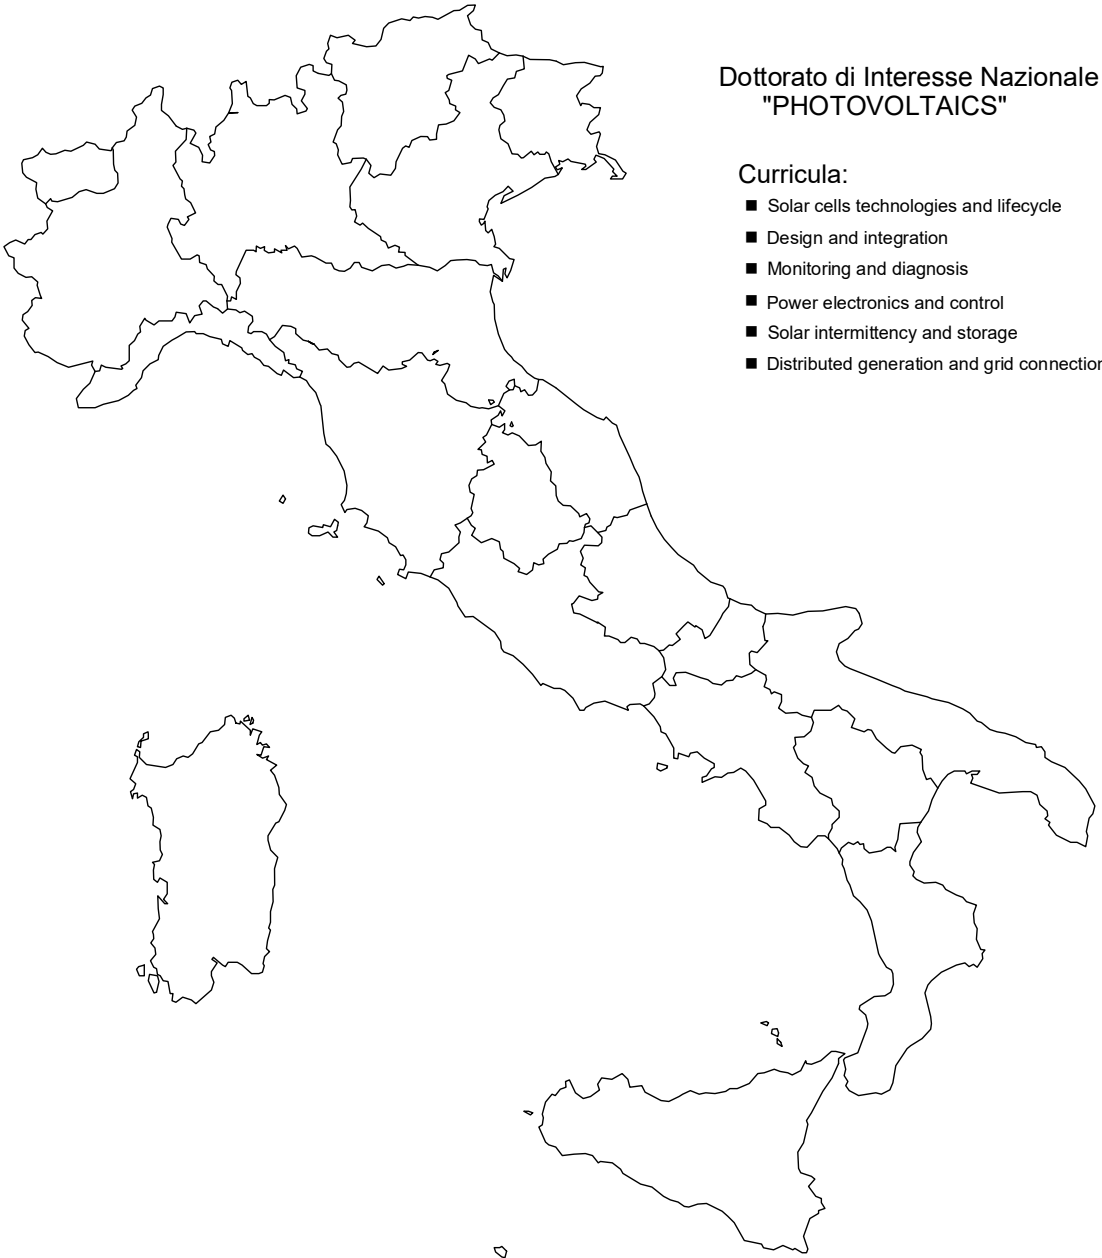 Dottorato di Interesse Nazionale
"PHOTOVOLTAICS"
Curricula:
■ Solar cells technologies and lifecycle
■ Design and integration
■ Monitoring and diagnosis
■ Power electronics and control
■ Solar intermittency and storage
■ Distributed generation and grid connection